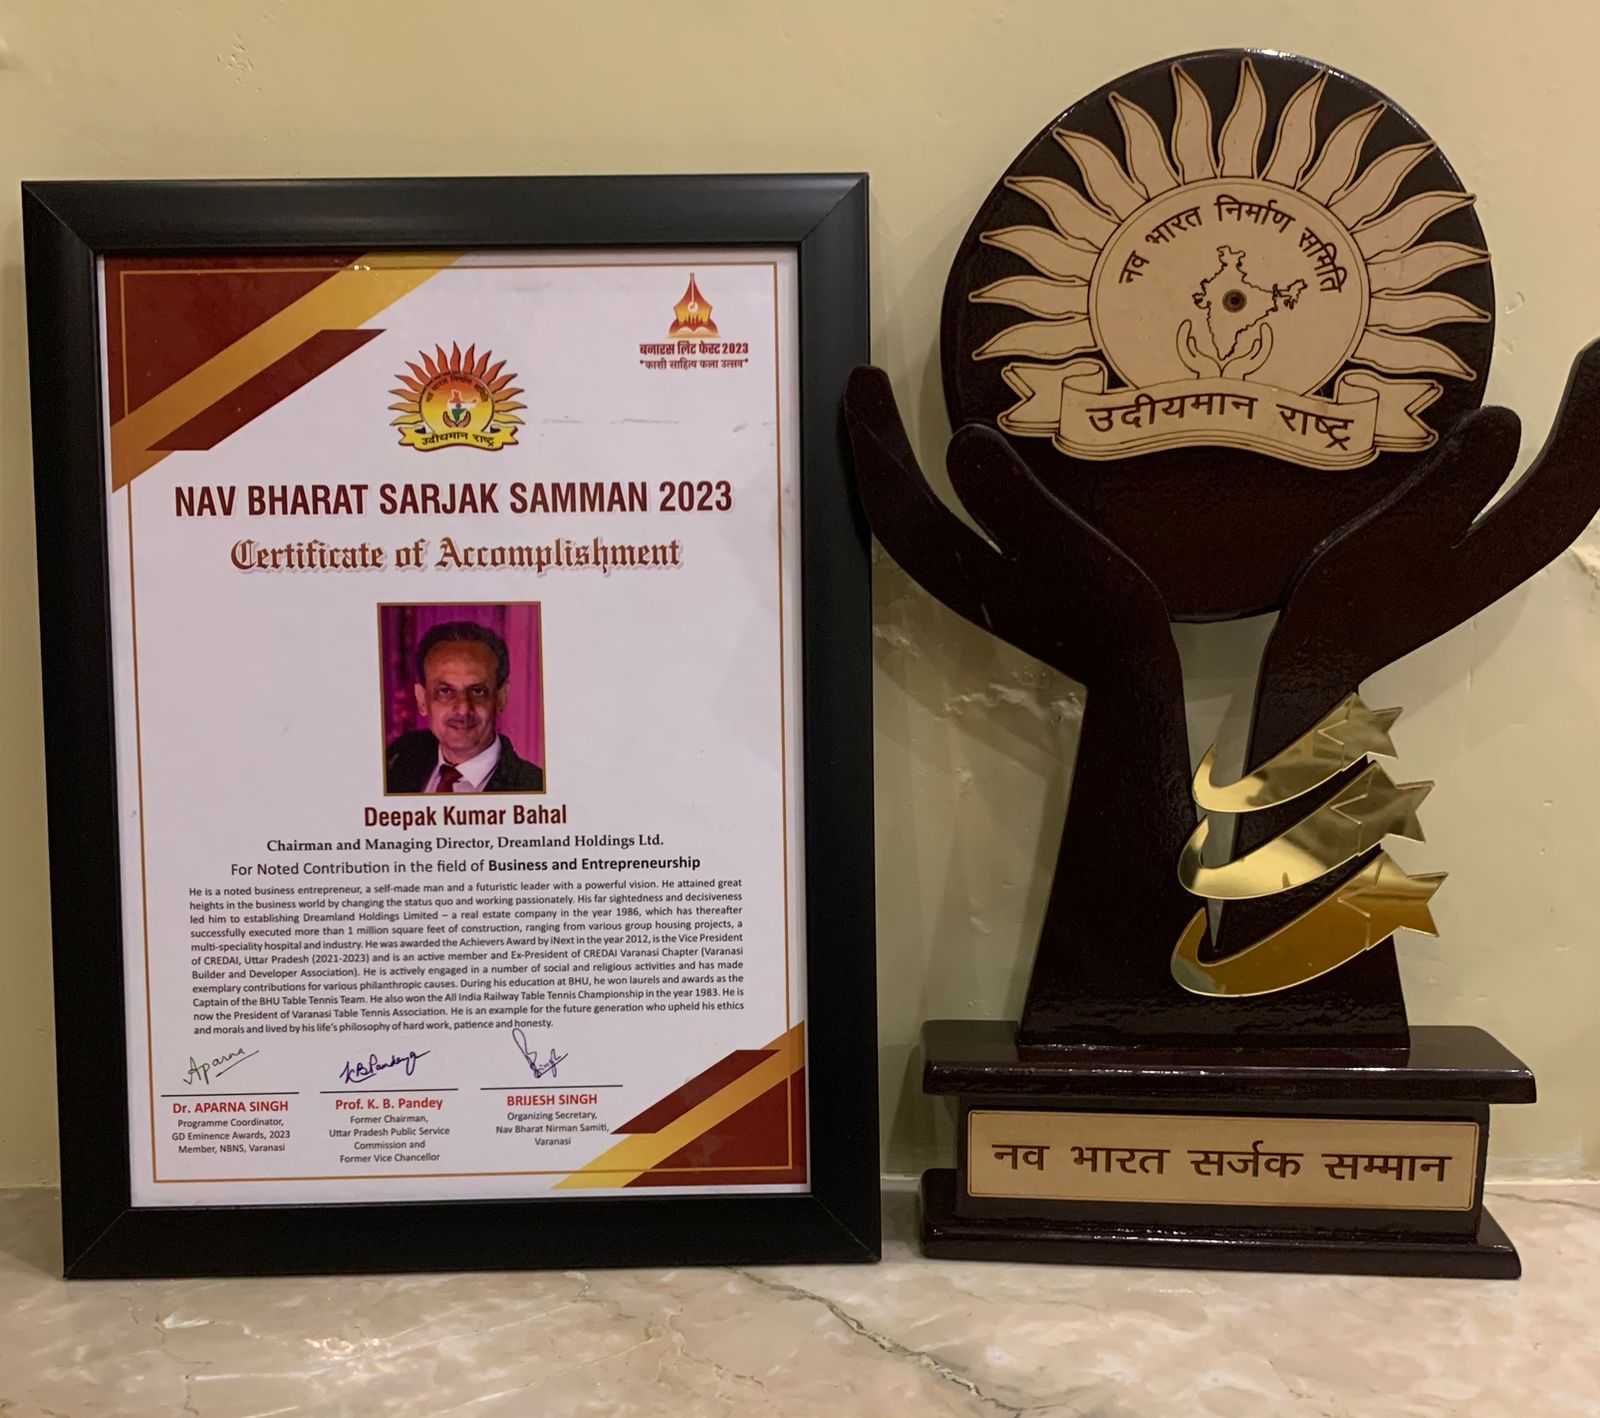 बनारस लिट फेस्ट 2023
"काशी साहित्य कला उत्सव"
नव भारत निर्माण समिति
उदीयमान राष्ट्र
NAV BHARAT SARJAK SAMMAN 2023
Certificate of Accomplishment
Deepak Kumar Bahal
Chairman and Managing Director, Dreamland Holdings Ltd.
For Noted Contribution in the field of Business and Entrepreneurship
He is a noted business entrepreneur, a self-made man and a futuristic leader with a powerful vision. He attained great
heights in the business world by changing the status quo and working passionately. His far sightedness and decisiveness
led him to establishing Dreamland Holdings Limited – a real estate company in the year 1986, which has thereafter
successfully executed more than 1 million square feet of construction, ranging from various group housing projects, a
multi-speciality hospital and industry. He was awarded the Achievers Award by iNext in the year 2012, is the Vice President
of CREDAI, Uttar Pradesh (2021-2023) and is an active member and Ex-President of CREDAI Varanasi Chapter (Varanasi
Builder and Developer Association). He is actively engaged in a number of social and religious activities and has made
exemplary contributions for various philanthropic causes. During his education at BHU, he won laurels and awards as the
Captain of the BHU Table Tennis Team. He also won the All India Railway Table Tennis Championship in the year 1983. He is
now the President of Varanasi Table Tennis Association. He is an example for the future generation who upheld his ethics
and morals and lived by his life's philosophy of hard work, patience and honesty.
Aparna
K B Pandeya
B Singh
Dr. APARNA SINGH
Programme Coordinator,
GD Eminence Awards, 2023
Member, NBNS, Varanasi
Prof. K. B. Pandey
Former Chairman,
Uttar Pradesh Public Service
Commission and
Former Vice Chancellor
BRIJESH SINGH
Organizing Secretary,
Nav Bharat Nirman Samiti,
Varanasi
नव भारत निर्माण समिति
उदीयमान राष्ट्र
नव भारत सर्जक सम्मान